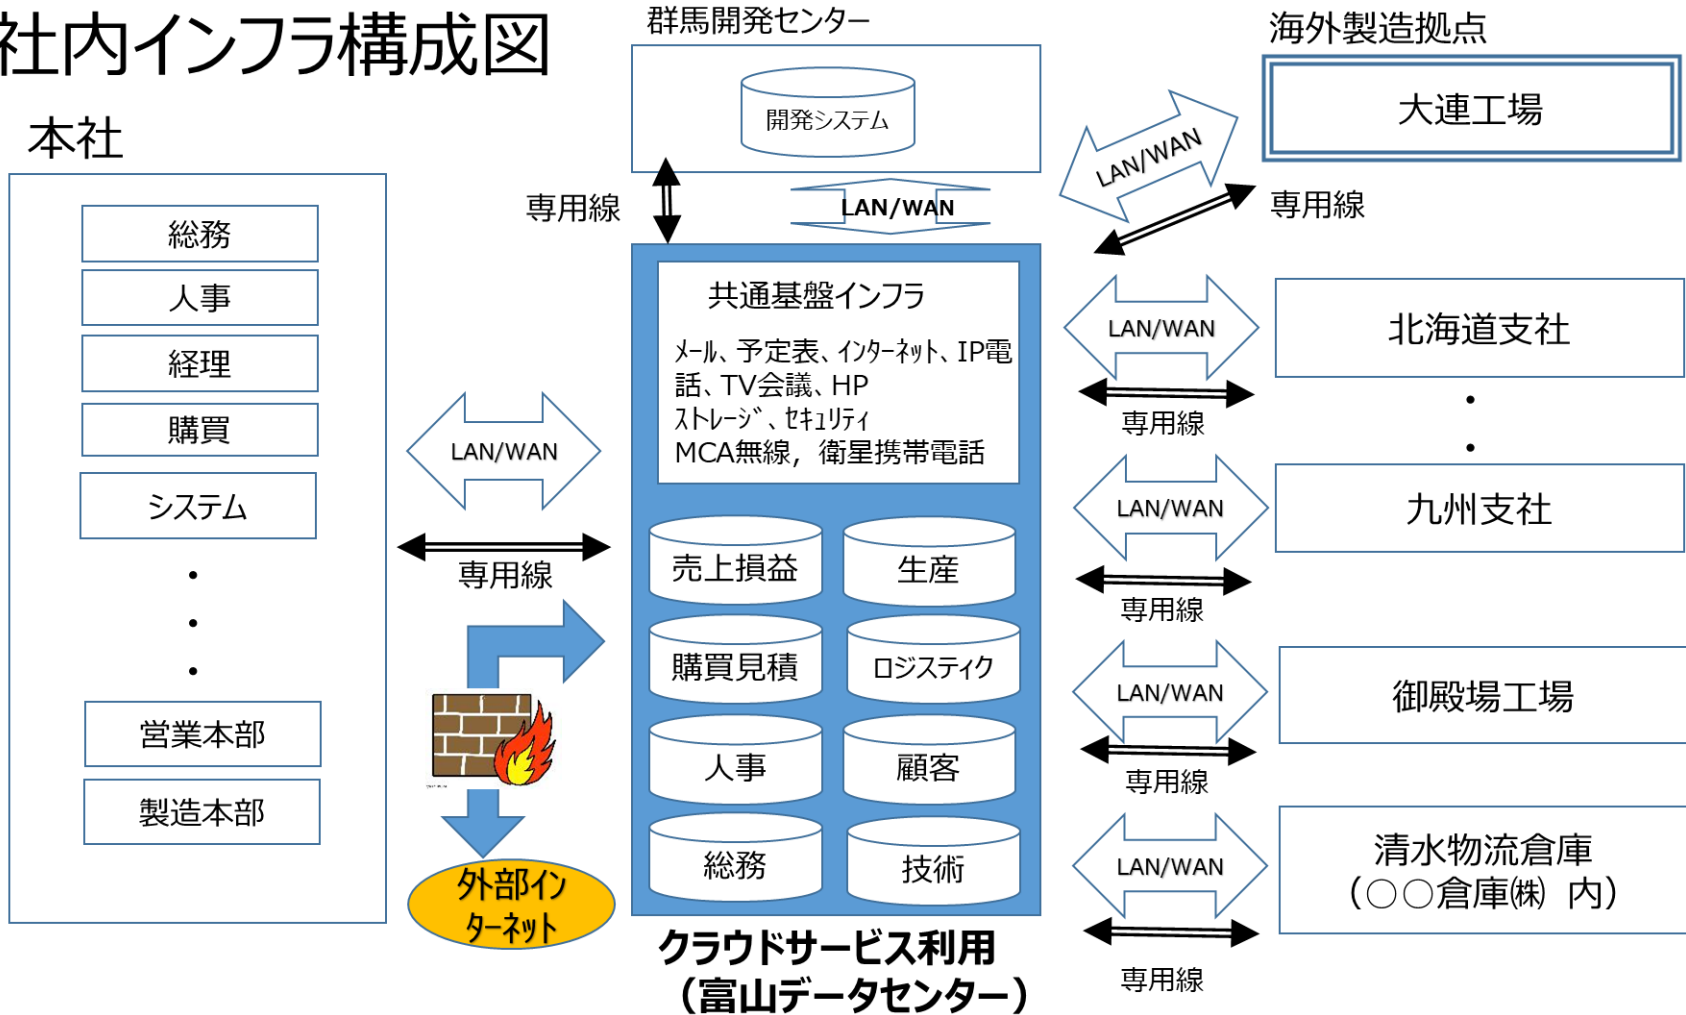 社内インフラ構成図
本社
総務
人事
経理
購買
システム
・
・
・
営業本部
製造本部
LAN/WAN
専用線
外部イン
ターネット
群馬開発センター
開発システム
専用線
LAN/WAN
共通基盤インフラ
メール、予定表、インターネット、IP電
話、TV会議、HP
ストレージ、セキュリティ
MCA無線，衛星携帯電話
売上損益
生産
購買見積
ロジスティク
人事
顧客
総務
技術
クラウドサービス利用
（富山データセンター）
海外製造拠点
大連工場
LAN/WAN
専用線
北海道支社
LAN/WAN
専用線
・
・
九州支社
LAN/WAN
専用線
御殿場工場
LAN/WAN
専用線
清水物流倉庫
（○○倉庫㈱ 内）
LAN/WAN
専用線